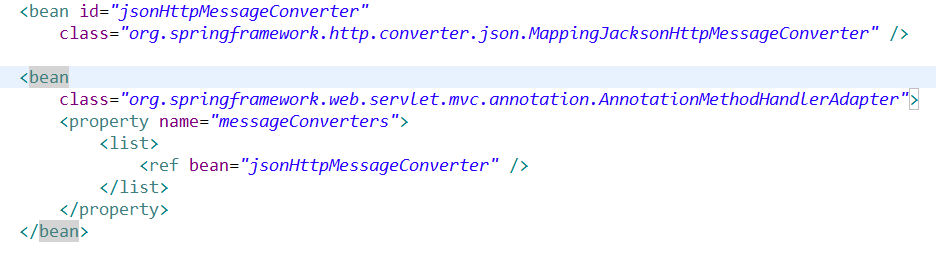 <bean id="jsonHttpMessageConverter"
class="org.springframework.http.converter.json.MappingJacksonHttpMessageConverter" />
<bean
class="org.springframework.web.servlet.mvc.annotation.AnnotationMethodHandlerAdapter">
<property name="messageConverters">
<list>
<ref bean="jsonHttpMessageConverter" />
</list>
</property>
</bean>